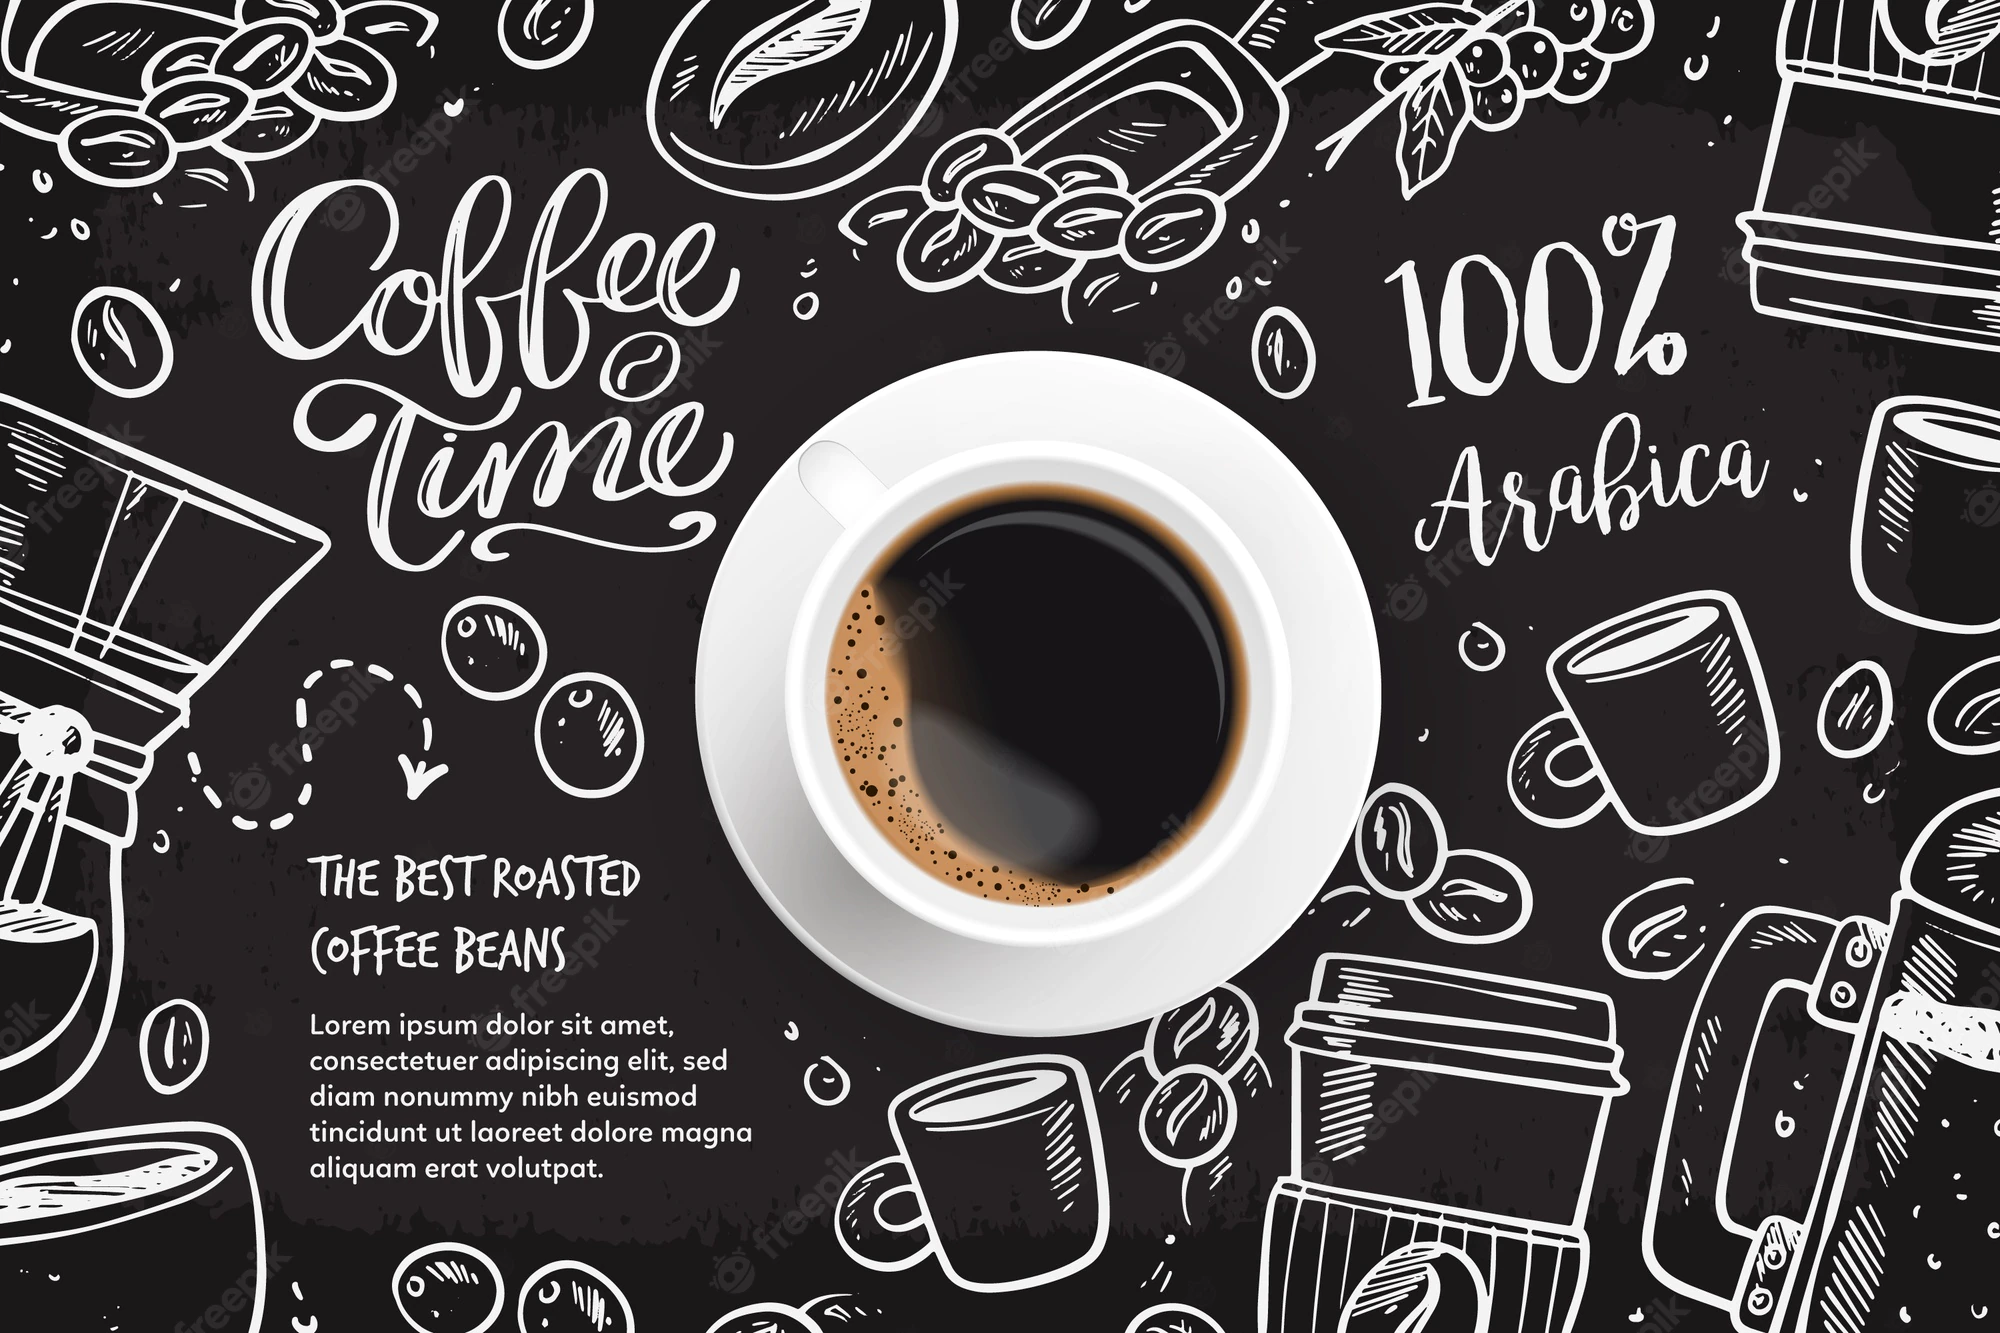 Coffee
Time
100%
Arabica
THE BEST ROASTED
COFFEE BEANS
Lorem ipsum dolor sit amet,
consectetuer adipiscing elit, sed
diam nonummy nibh euismod
tincidunt ut laoreet dolore magna
aliquam erat volutpat.
freepik